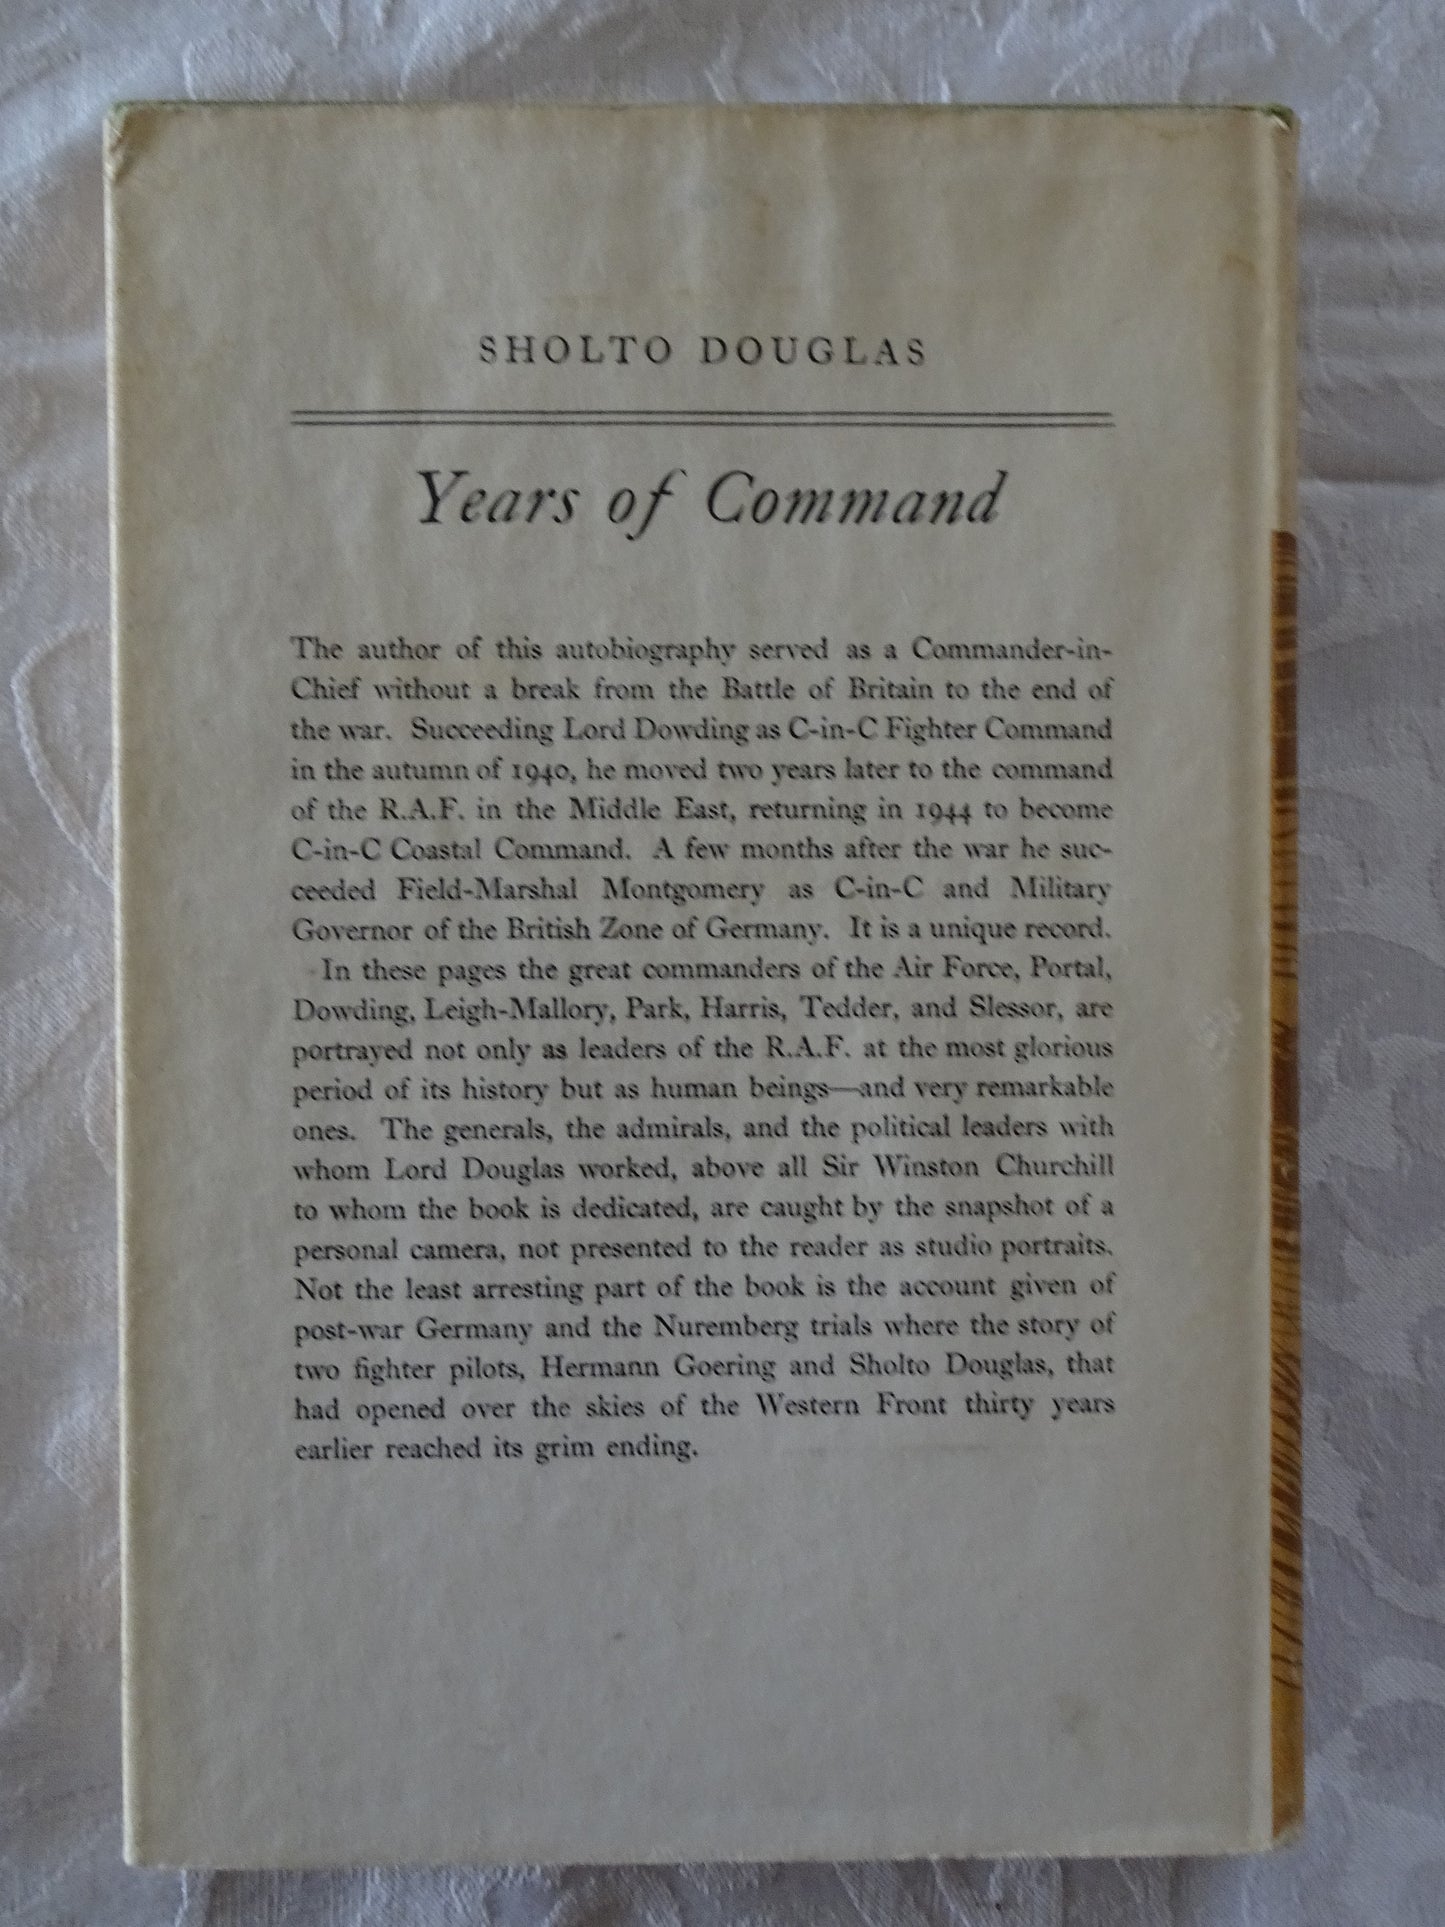 SHOLTO DOUGLAS
Years of Command
The author of this autobiography served as a Commander-in-
Chief without a break from the Battle of Britain to the end of
the war. Succeeding Lord Dowding as C-in-C Fighter Command
in the autumn of 1940, he moved two years later to the command
of the R.A.F. in the Middle East, returning in 1944 to become
C-in-C Coastal Command. A few months after the war he suc-
ceeded Field-Marshal Montgomery as C-in-C and Military
Governor of the British Zone of Germany. It is a unique record.
In these pages the great commanders of the Air Force, Portal,
Dowding, Leigh-Mallory, Park, Harris, Tedder, and Slessor, are
portrayed not only as leaders of the R.A.F. at the most glorious
period of its history but as human beings—and very remarkable
ones. The generals, the admirals, and the political leaders with
whom Lord Douglas worked, above all Sir Winston Churchill
to whom the book is dedicated, are caught by the snapshot of a
personal camera, not presented to the reader as studio portraits.
Not the least arresting part of the book is the account given of
post-war Germany and the Nuremberg trials where the story of
two fighter pilots, Hermann Goering and Sholto Douglas, that
had opened over the skies of the Western Front thirty years
earlier reached its grim ending.